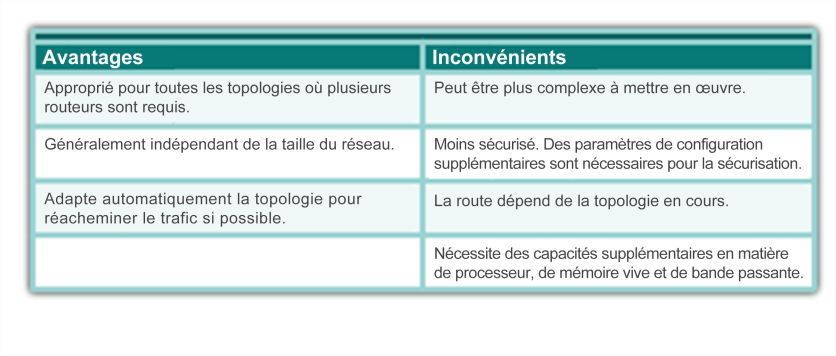 Avantages
Inconvénients
Approprié pour toutes les topologies où plusieurs
routeurs sont requis.
Peut être plus complexe à mettre en œuvre.
Généralement indépendant de la taille du réseau.
Moins sécurisé. Des paramètres de configuration
supplémentaires sont nécessaires pour la sécurisation.
Adapte automatiquement la topologie pour
réacheminer le trafic si possible.
La route dépend de la topologie en cours.
Nécessite des capacités supplémentaires en matière
de processeur, de mémoire vive et de bande passante.